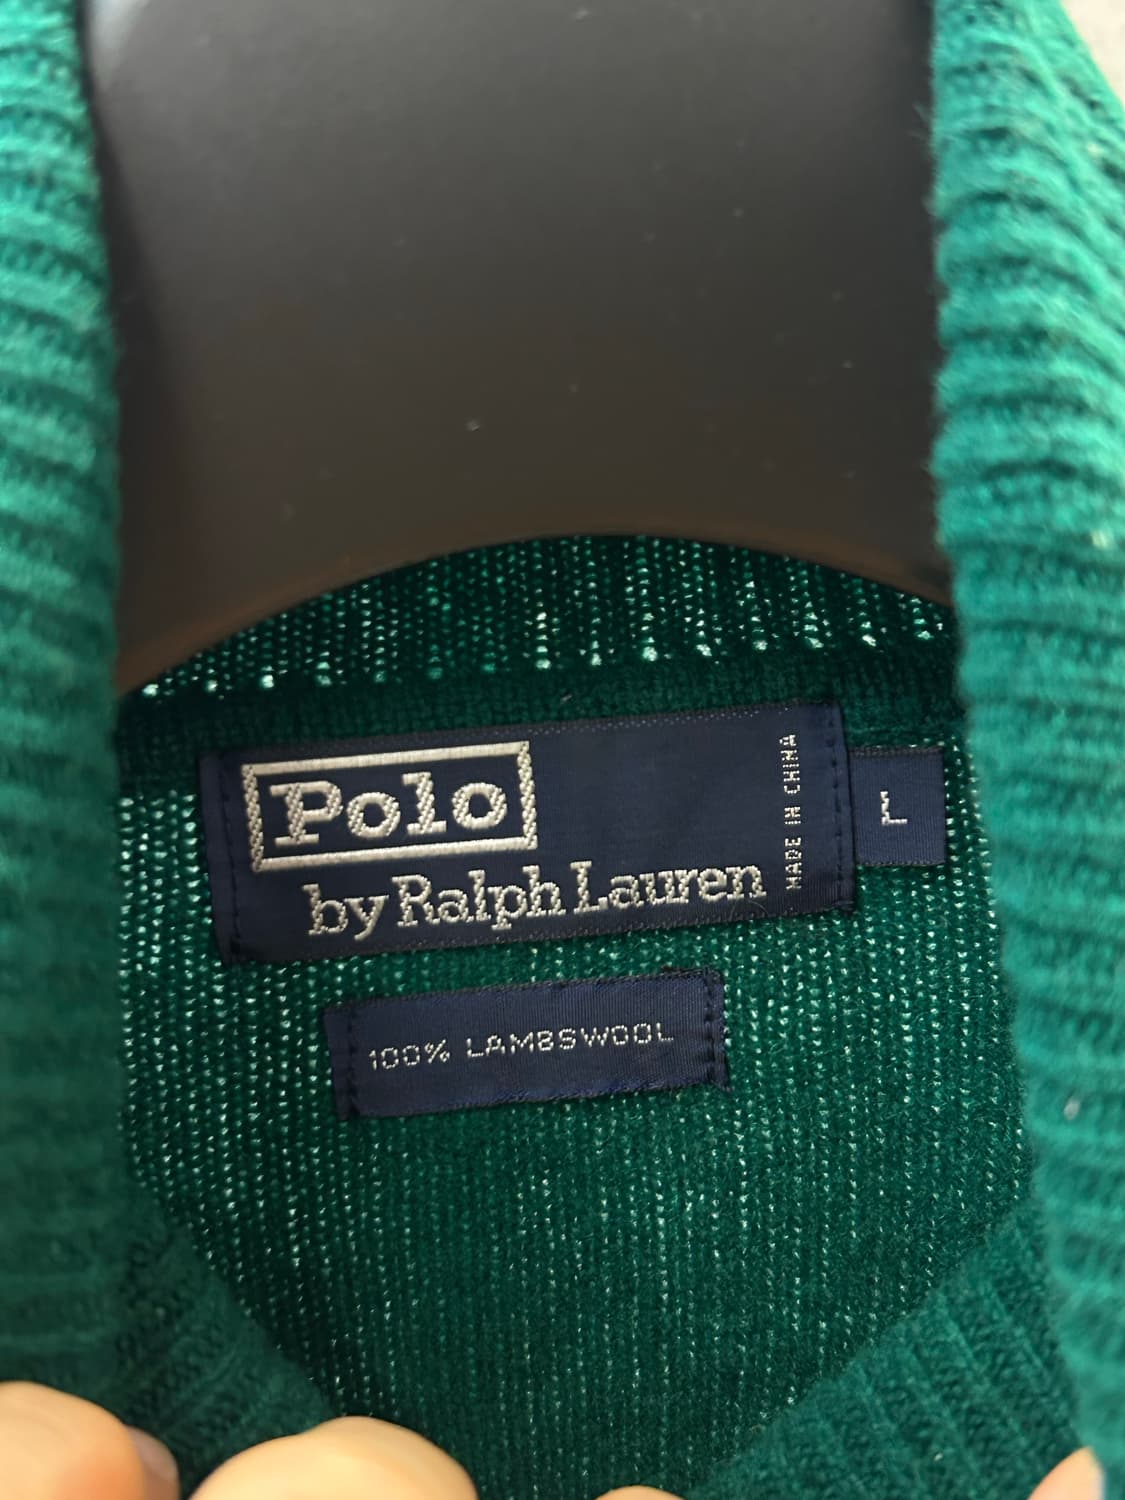 Polo
by Ralph Lauren
MADE IN CHINA
L
100% LAMBSWOOL